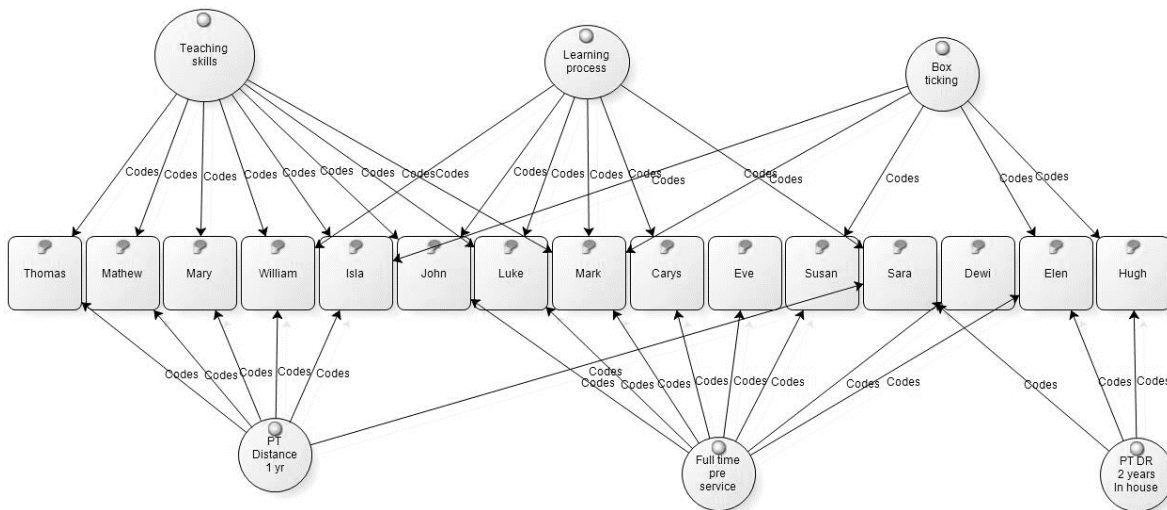 Teaching
skills
Learning
process
Box
ticking
Codes Codes Codes Codes Codes Codes Codes Codes Codes Codes Codes Codes Codes Codes Codes Codes Codes Codes
Thomas Mathew Mary William Isla John Luke Mark Carys Eve Susan Sara Dewi Elen Hugh
Codes Codes Codes Codes Codes Codes Codes Codes Codes Codes Codes Codes Codes Codes Codes Codes Codes
PT
Distance
1 yr
Full time
pre
service
PT DR
2 years
In house